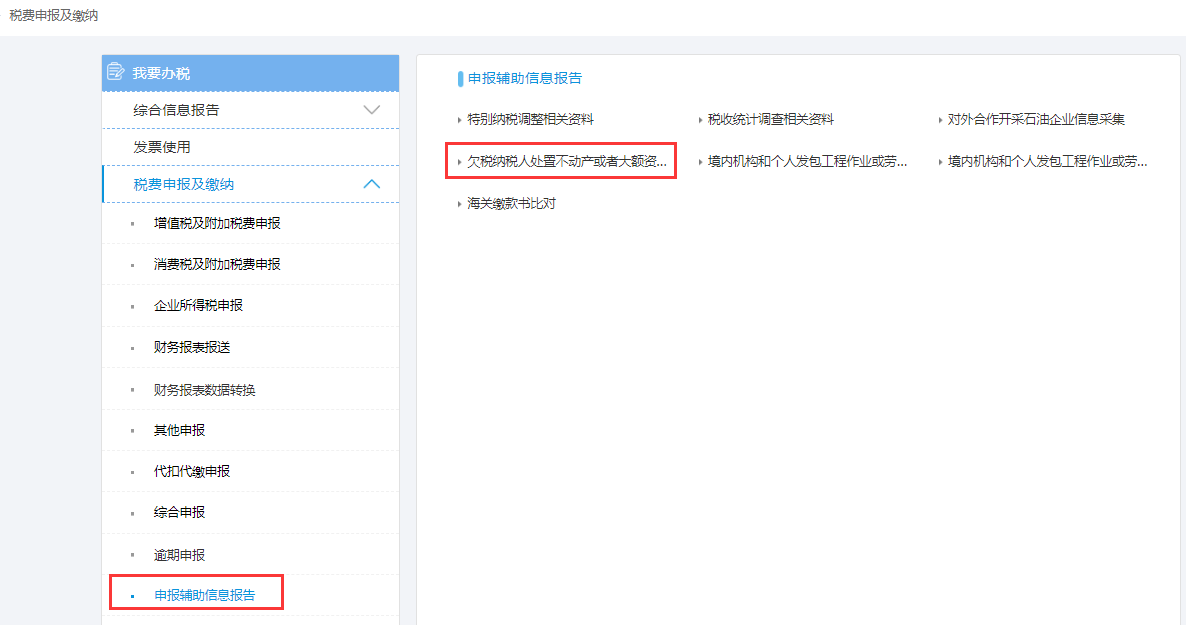 税费申报及缴纳
我要办税
综合信息报告
发票使用
税费申报及缴纳
增值税及附加税费申报
消费税及附加税费申报
企业所得税申报
财务报表报送
财务报表数据转换
其他申报
代扣代缴申报
综合申报
逾期申报
申报辅助信息报告
申报辅助信息报告
特别纳税调整相关资料 税收统计调查相关资料 对外合作开采石油企业信息采集
欠税纳税人处置不动产或者大额资... 境内机构和个人发包工程作业或劳... 境内机构和个人发包工程作业或劳...
海关缴款书比对